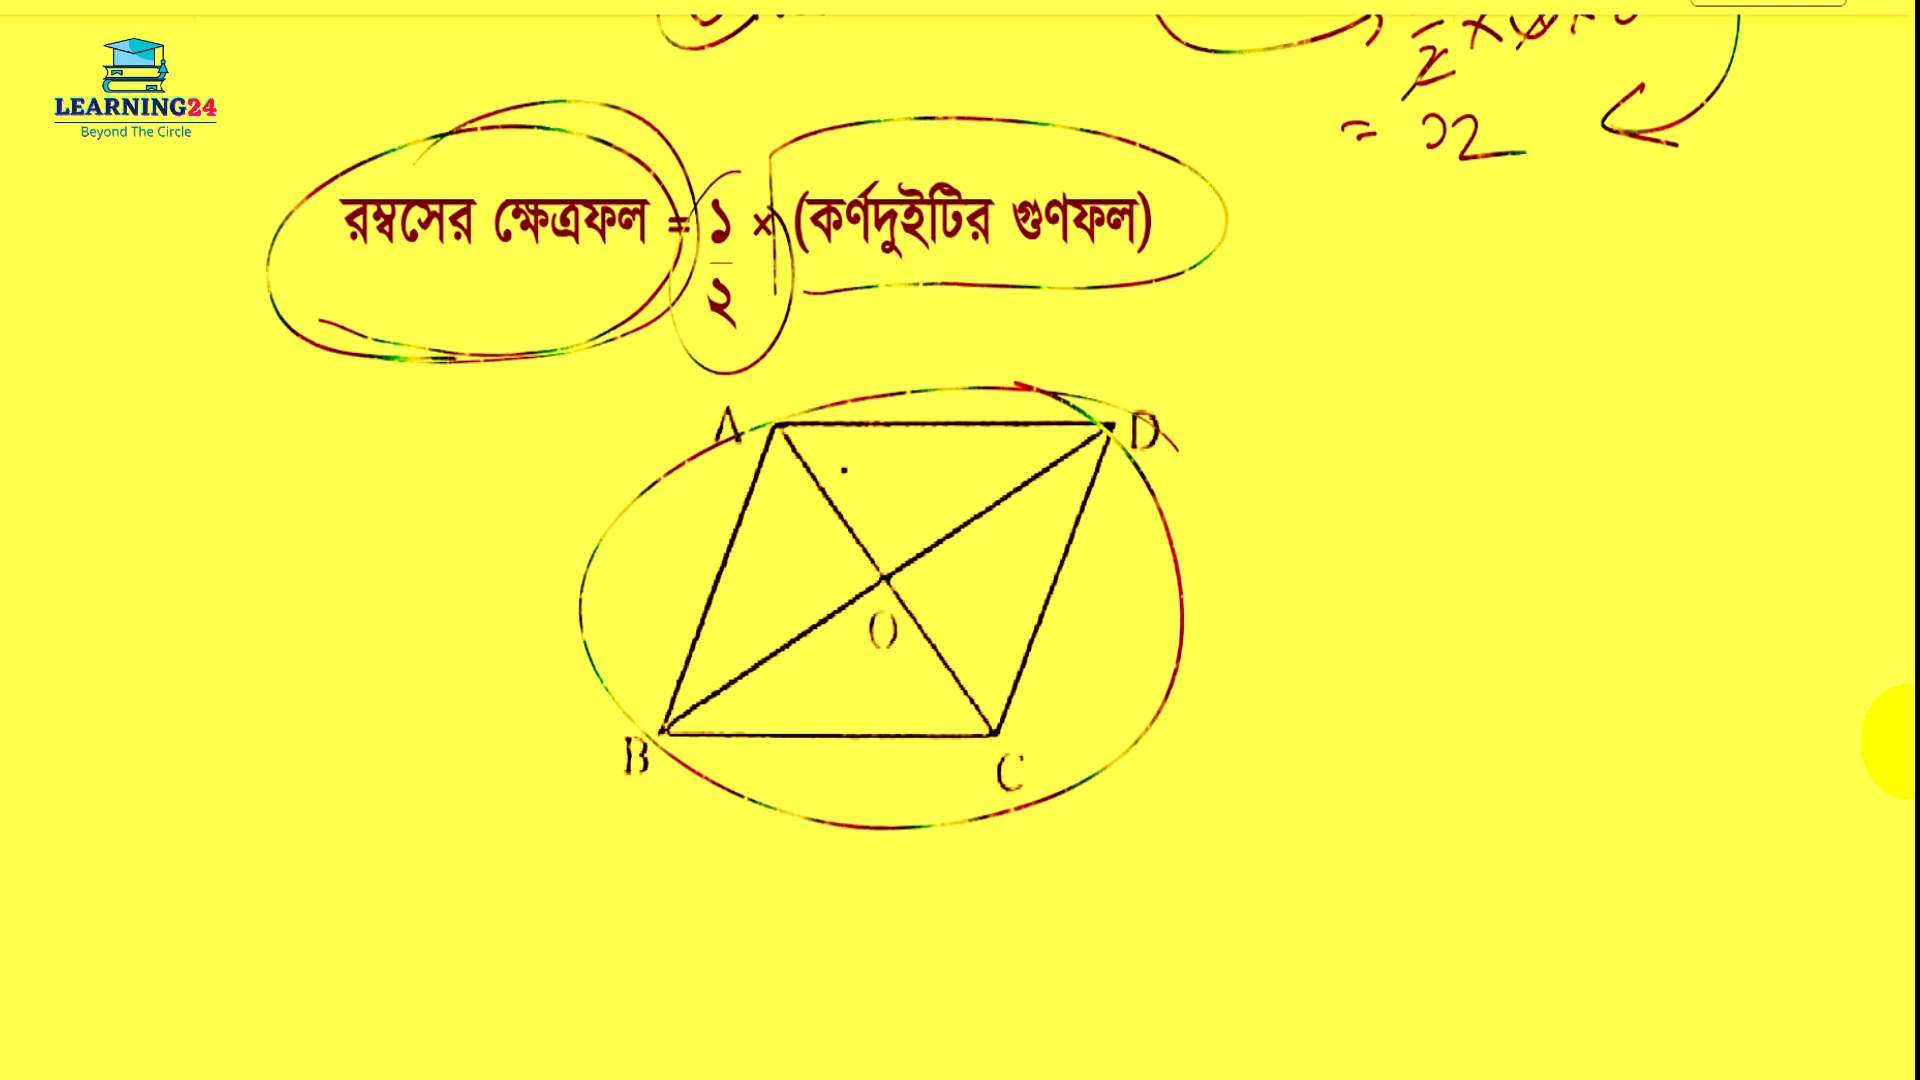 LEARNING24
Beyond The Circle
= ১২
রম্বসের ক্ষেত্রফল = ১/২ × (কর্ণদুইটির গুণফল)
A
D
O
B
C